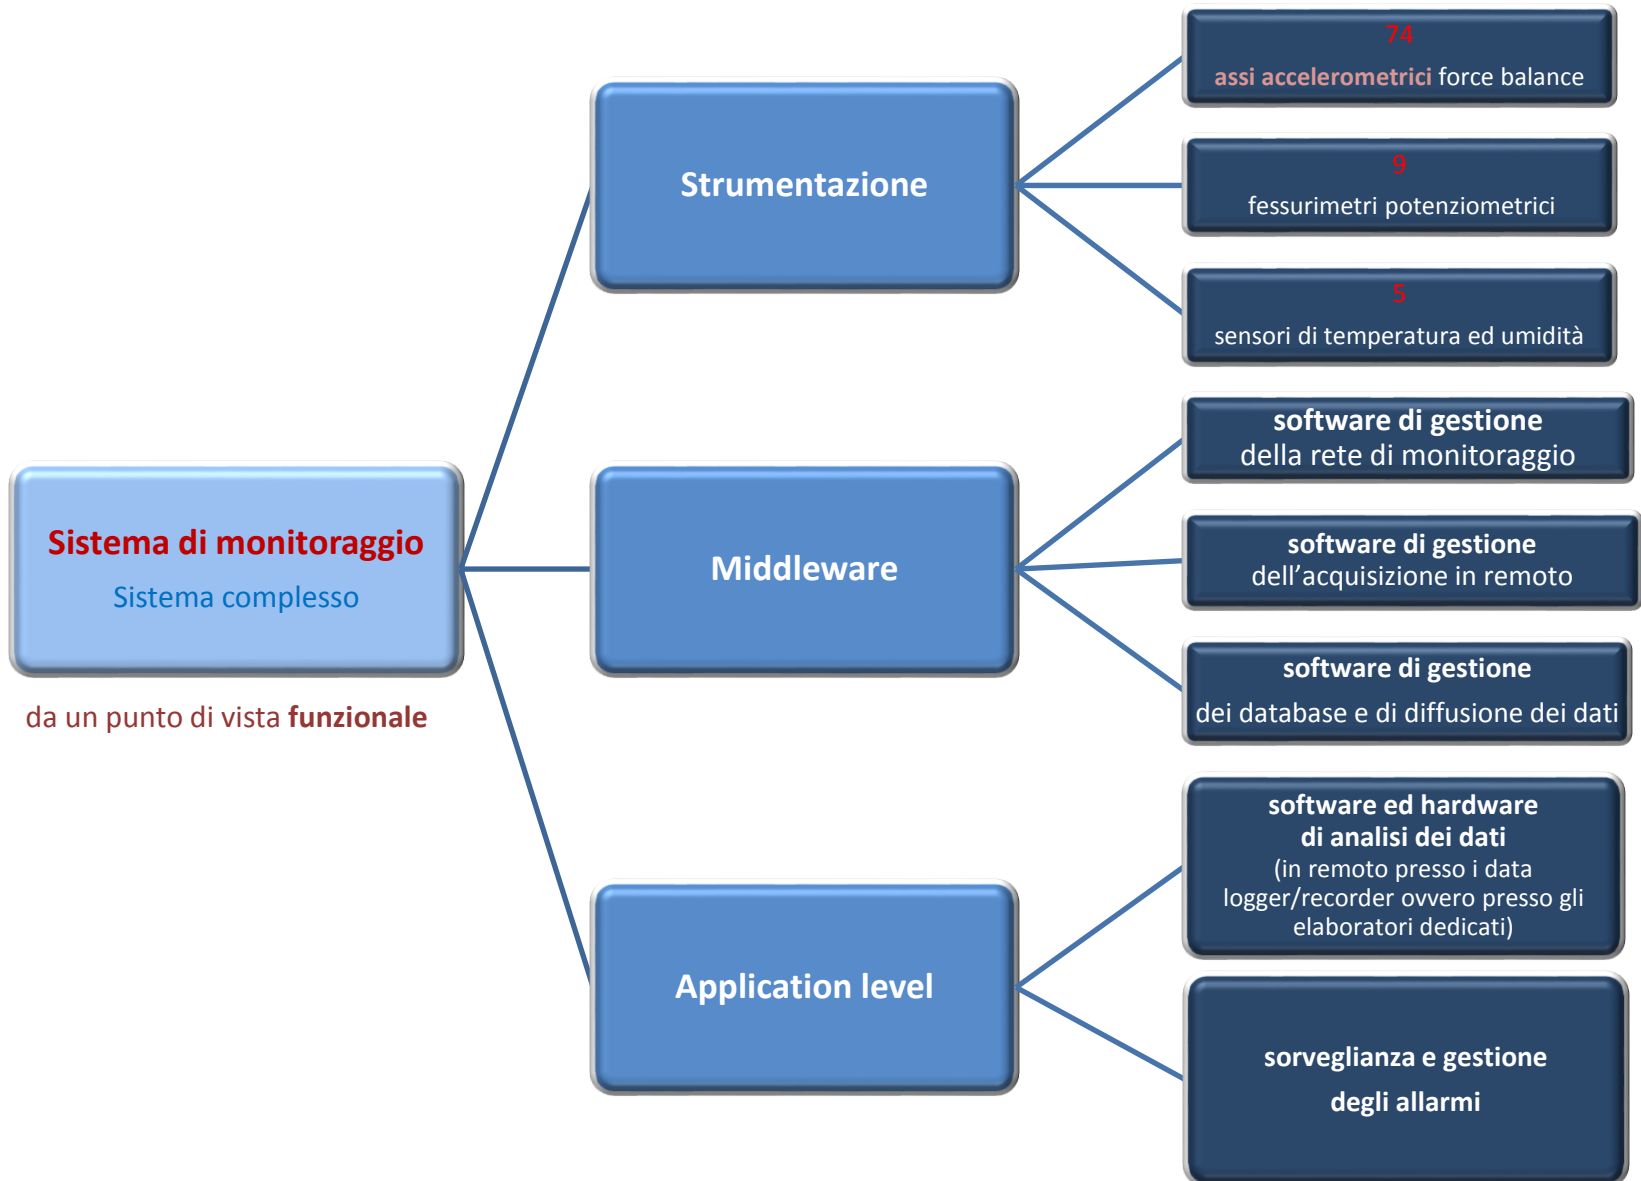 Sistema di monitoraggio
Sistema complesso
da un punto di vista funzionale
Strumentazione
74
assi accelerometrici force balance
9
fessurimetri potenziometrici
5
sensori di temperatura ed umidità
Middleware
software di gestione
della rete di monitoraggio
software di gestione
dell’acquisizione in remoto
software di gestione
dei database e di diffusione dei dati
Application level
software ed hardware
di analisi dei dati
(in remoto presso i data
logger/recorder ovvero presso gli
elaboratori dedicati)
sorveglianza e gestione
degli allarmi